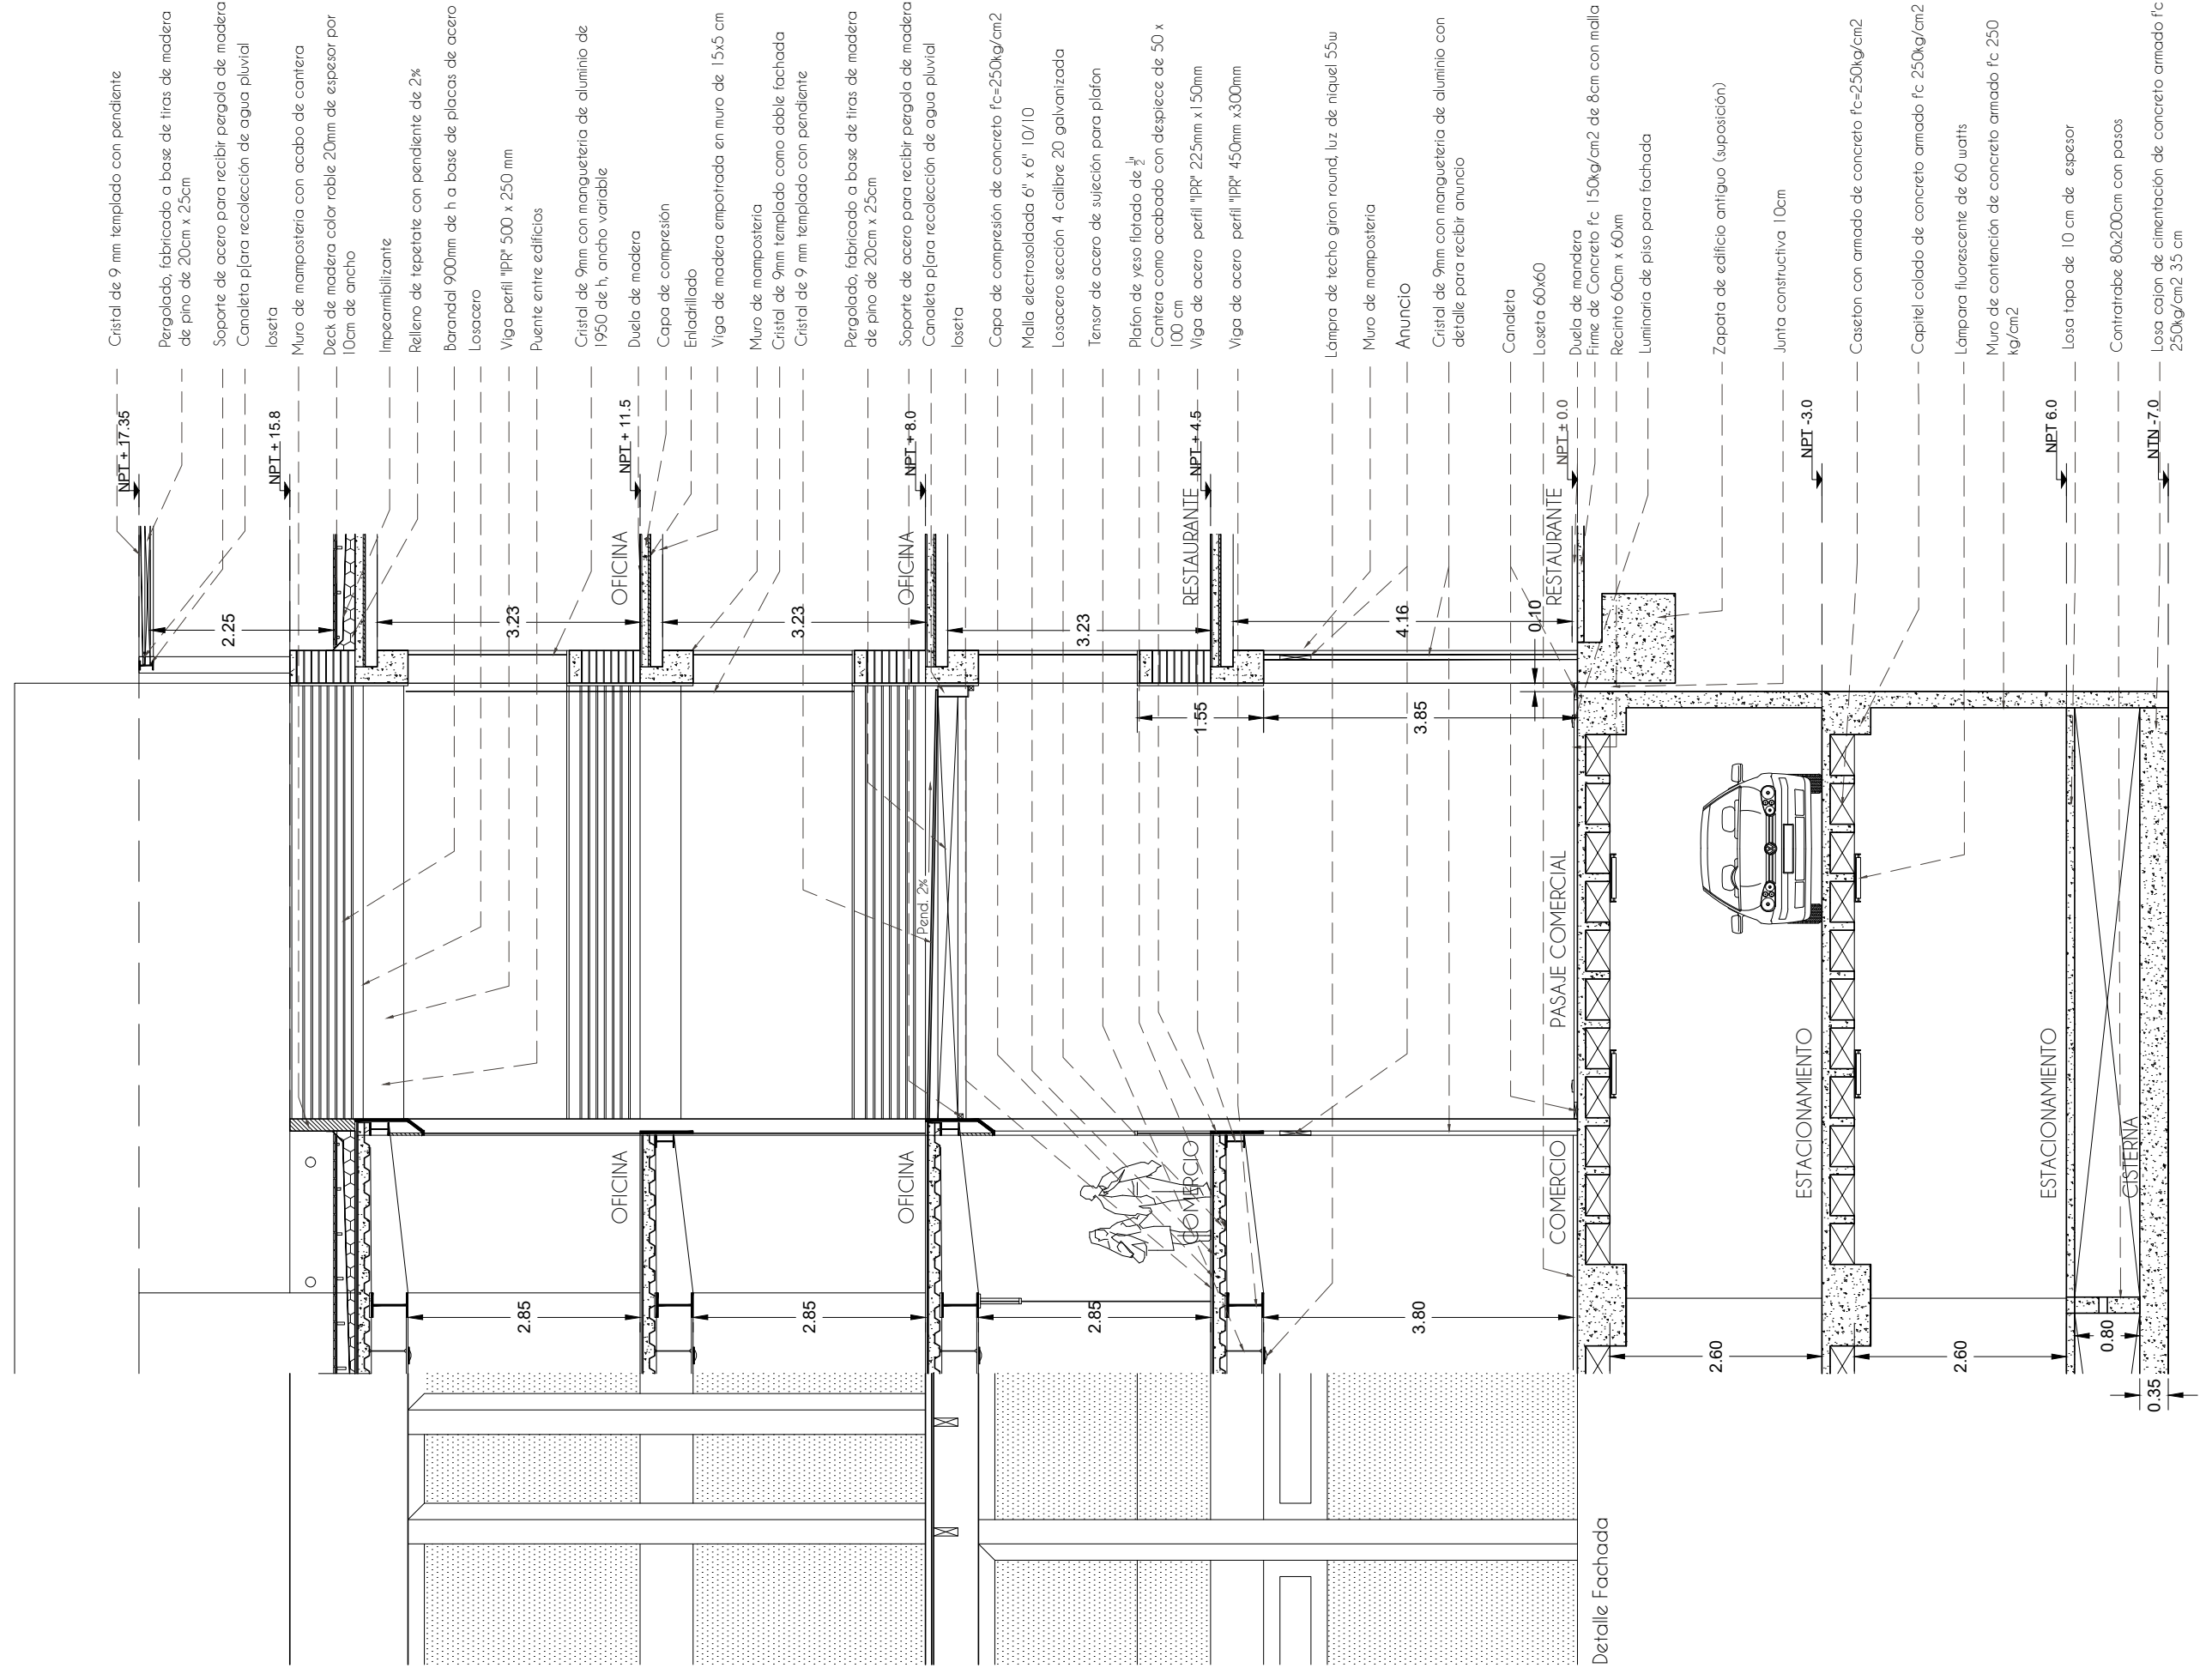 Cristal de 9 mm templado con pendiente
Pergolado, fabricado a base de tiras de madera
de pino de 20cm x 25cm
Soporte de acero para recibir pergola de madera
Canaleta p[ara recolección de agua pluvial
loseta
Muro de mamposteria con acabo de cantera
Deck de madera color roble 20mm de espesor por
10cm de ancho
Impearmibilizante
Relleno de tepetate con pendiente de 2%
Barandal 900mm de h a base de placas de acero
Losacero
Viga perfil "IPR" 500 x 250 mm
Puente entre edificios
Cristal de 9mm con mangueteria de aluminio de
1950 de h, ancho variable
Duela de madera
Capa de compresión
Enladrillado
Viga de madera empotrada en muro de 15x5 cm
Muro de mamposteria
Cristal de 9mm templado como doble fachada
Cristal de 9 mm templado con pendiente
Pergolado, fabricado a base de tiras de madera
de pino de 20cm x 25cm
Soporte de acero para recibir pergola de madera
Canaleta p[ara recolección de agua pluvial
loseta
Capa de compresión de concreto f'c=250kg/cm2
Malla electrosoldada 6" x 6" 10/10
Losacero sección 4 calibre 20 galvanizada
Tensor de acero de sujeción para plafon
Plafon de yeso flotado de ½"
Cantera como acabado con despiece de 50 x
100 cm
Viga de acero perfil "IPR" 225mm x150mm
Viga de acero perfil "IPR" 450mm x300mm
Lámpra de techo giron round, luz de niquel 55w
Muro de mamposteria
Anuncio
Cristal de 9mm con mangueteria de aluminio con
detalle para recibir anuncio
Canaleta
Loseta 60x60
Duela de mandera
Firme de Concreto f'c 150kg/cm2 de 8cm con malla
Recinto 60cm x 60xm
Luminaria de piso para fachada
Zapata de edificio antiguo (suposición)
Junta constructiva 10cm
Caseton con armado de concreto f'c=250kg/cm2
Capitel colado de concreto armado f'c 250kg/cm2
Lámpara fluorescente de 60 watts
Muro de contención de concreto armado f'c 250
kg/cm2
Losa tapa de 10 cm de espesor
Contratrabe 80x200cm con pasos
Losa cajon de cimentación de concreto armado f'c
250kg/cm2 35 cm
NPT + 17.35
NPT + 15.8
NPT + 11.5
NPT + 8.0
NPT + 4.5
NPT ± 0.0
NPT -3.0
NPT 6.0
NTN -7.0
OFICINA
OFICINA
RESTAURANTE
RESTAURANTE
2.25
3.23
3.23
3.23
4.16
0.10
1.55
3.85
Pend. 2%
PASAJE COMERCIAL
ESTACIONAMIENTO
ESTACIONAMIENTO
CISTERNA
OFICINA
OFICINA
COMERCIO
COMERCIO
2.85
2.85
2.85
3.80
2.60
2.60
0.80
0.35
Detalle Fachada